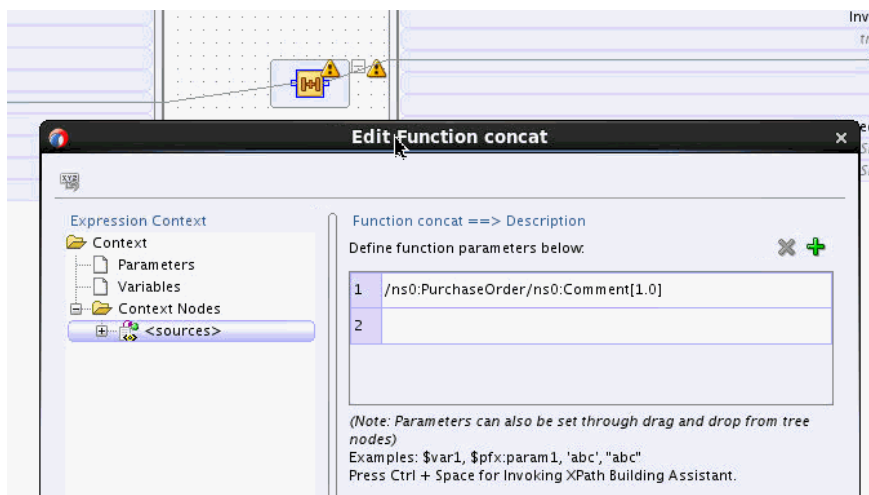 Inv
Edit Function concat
Expression Context
Function concat ==> Description
Context
Define function parameters below:
Parameters
Variables
1 /ns0:PurchaseOrder/ns0:Comment[1.0]
Context Nodes
2
<sources>
(Note: Parameters can also be set through drag and drop from tree
nodes)
Examples: $var1, $pfx:param1, 'abc', "abc"
Press Ctrl + Space for Invoking XPath Building Assistant.